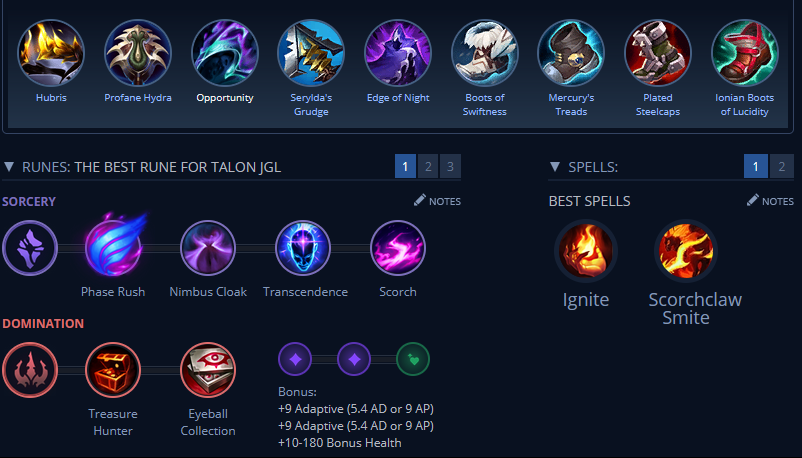 Hubris
Profane Hydra
Opportunity
Serylda's
Grudge
Edge of Night
Boots of
Swiftness
Mercury's
Treads
Plated
Steelcaps
Ionian Boots
of Lucidity
▼ RUNES: THE BEST RUNE FOR TALON JGL
1 2 3
SORCERY
NOTES
Phase Rush
Nimbus Cloak
Transcendence
Scorch
DOMINATION
Treasure
Hunter
Eyeball
Collection
Bonus:
+9 Adaptive (5.4 AD or 9 AP)
+9 Adaptive (5.4 AD or 9 AP)
+10-180 Bonus Health
▼ SPELLS:
1 2
BEST SPELLS
NOTES
Ignite
Scorchclaw
Smite